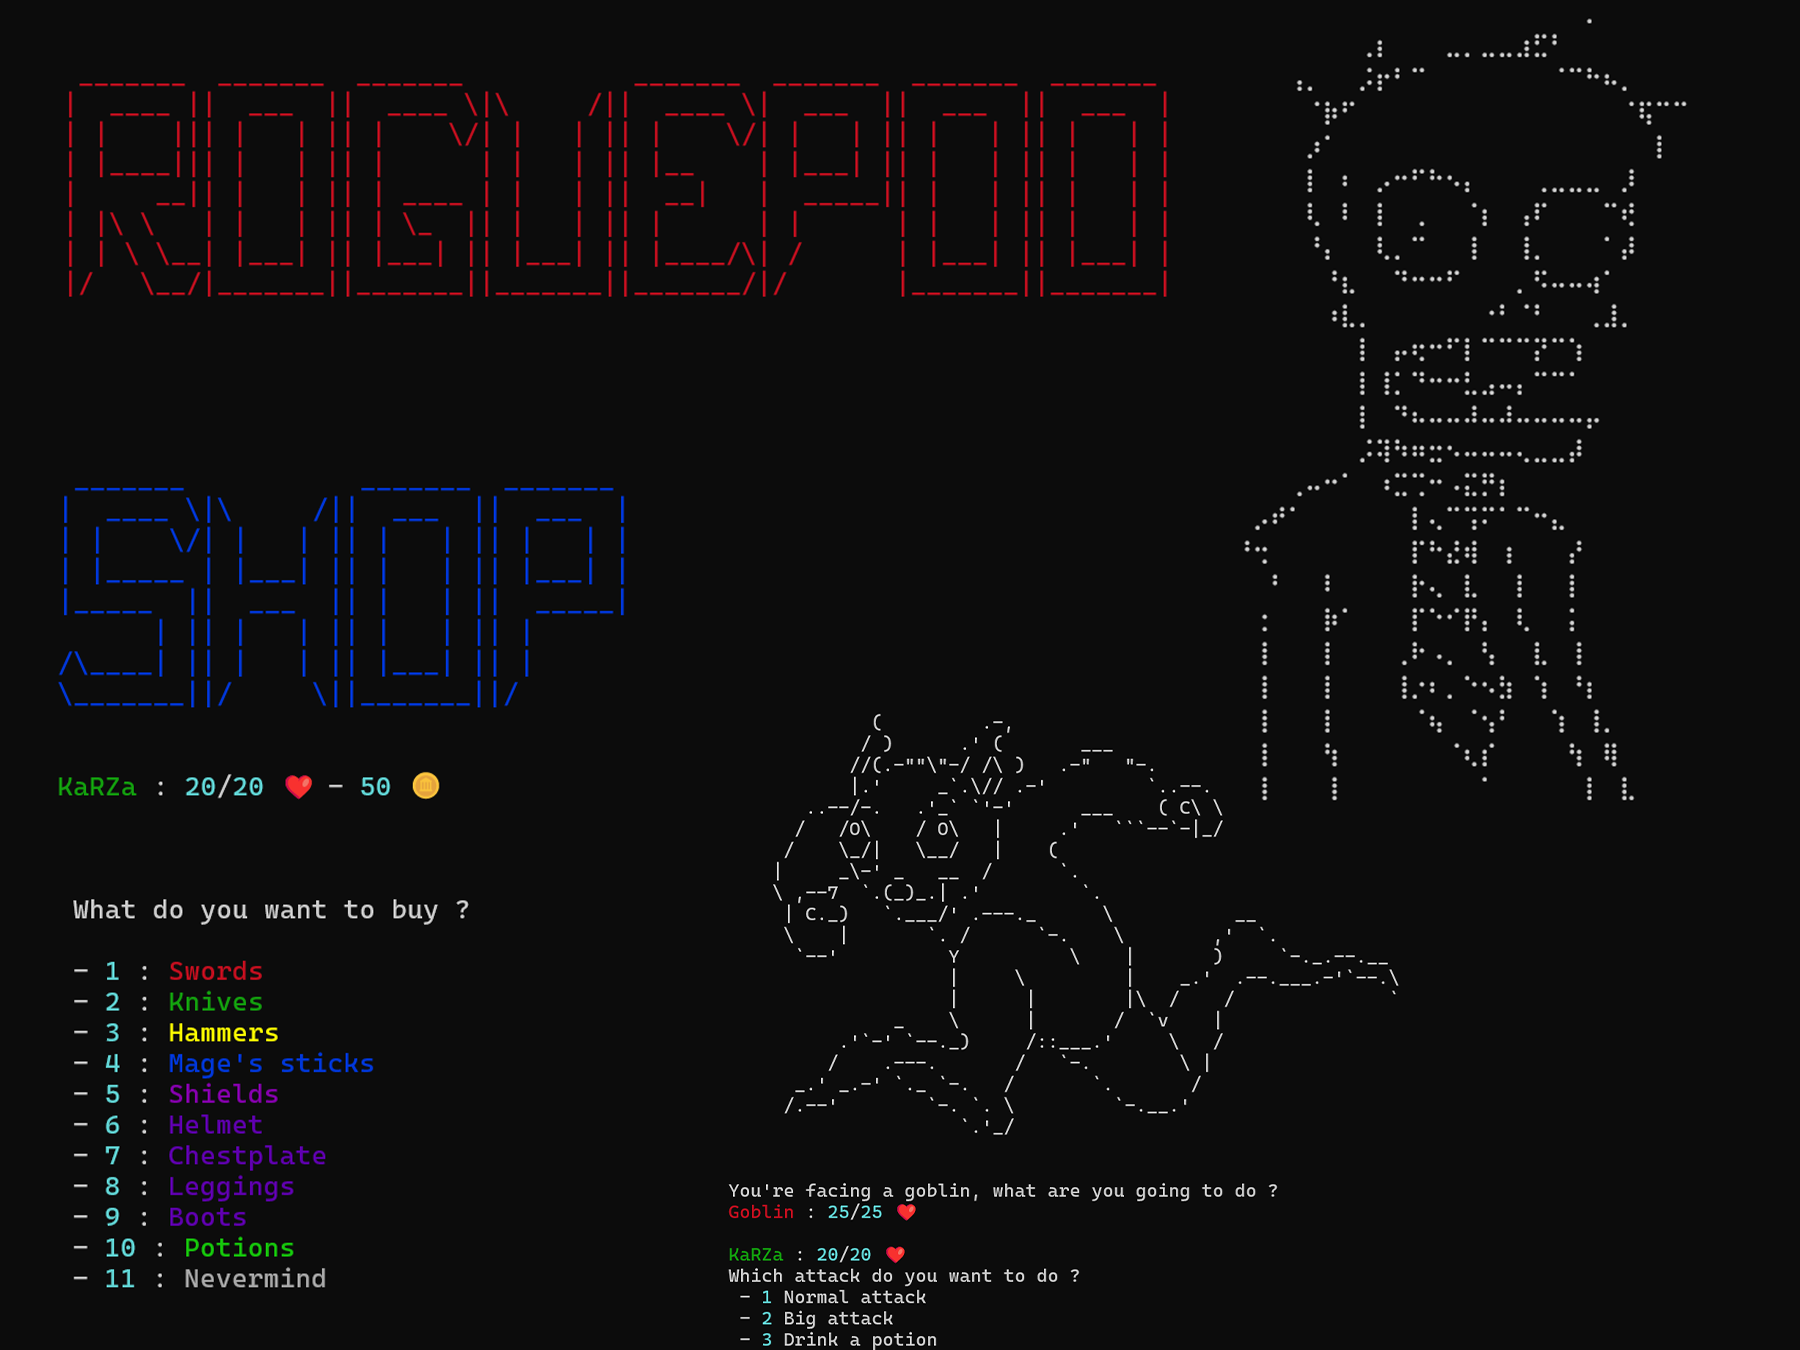 ROGUEPOO
SHOP
KaRZa : 20/20 ❤️ - 50 🪙
What do you want to buy ?
- 1 : Swords
- 2 : Knives
- 3 : Hammers
- 4 : Mage's sticks
- 5 : Shields
- 6 : Helmet
- 7 : Chestplate
- 8 : Leggings
- 9 : Boots
- 10 : Potions
- 11 : Nevermind
You're facing a goblin, what are you going to do ?
Goblin : 25/25 ❤️
KaRZa : 20/20 ❤️
Which attack do you want to do ?
- 1 Normal attack
- 2 Big attack
- 3 Drink a potion